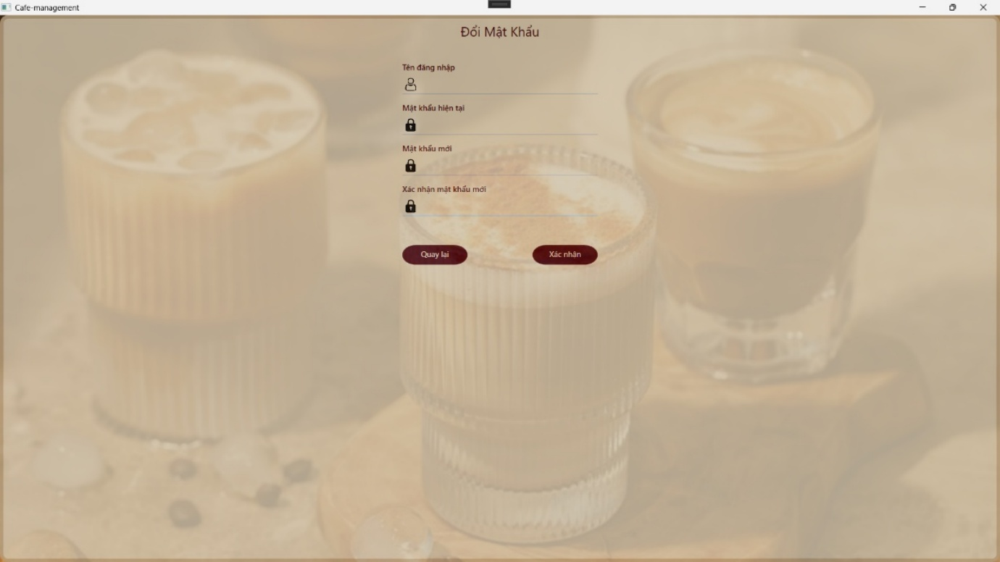 Cafe-management
Đổi Mật Khẩu
Tên đăng nhập
Mật khẩu hiện tại
Mật khẩu mới
Xác nhận mật khẩu mới
Quay lại
Xác nhận